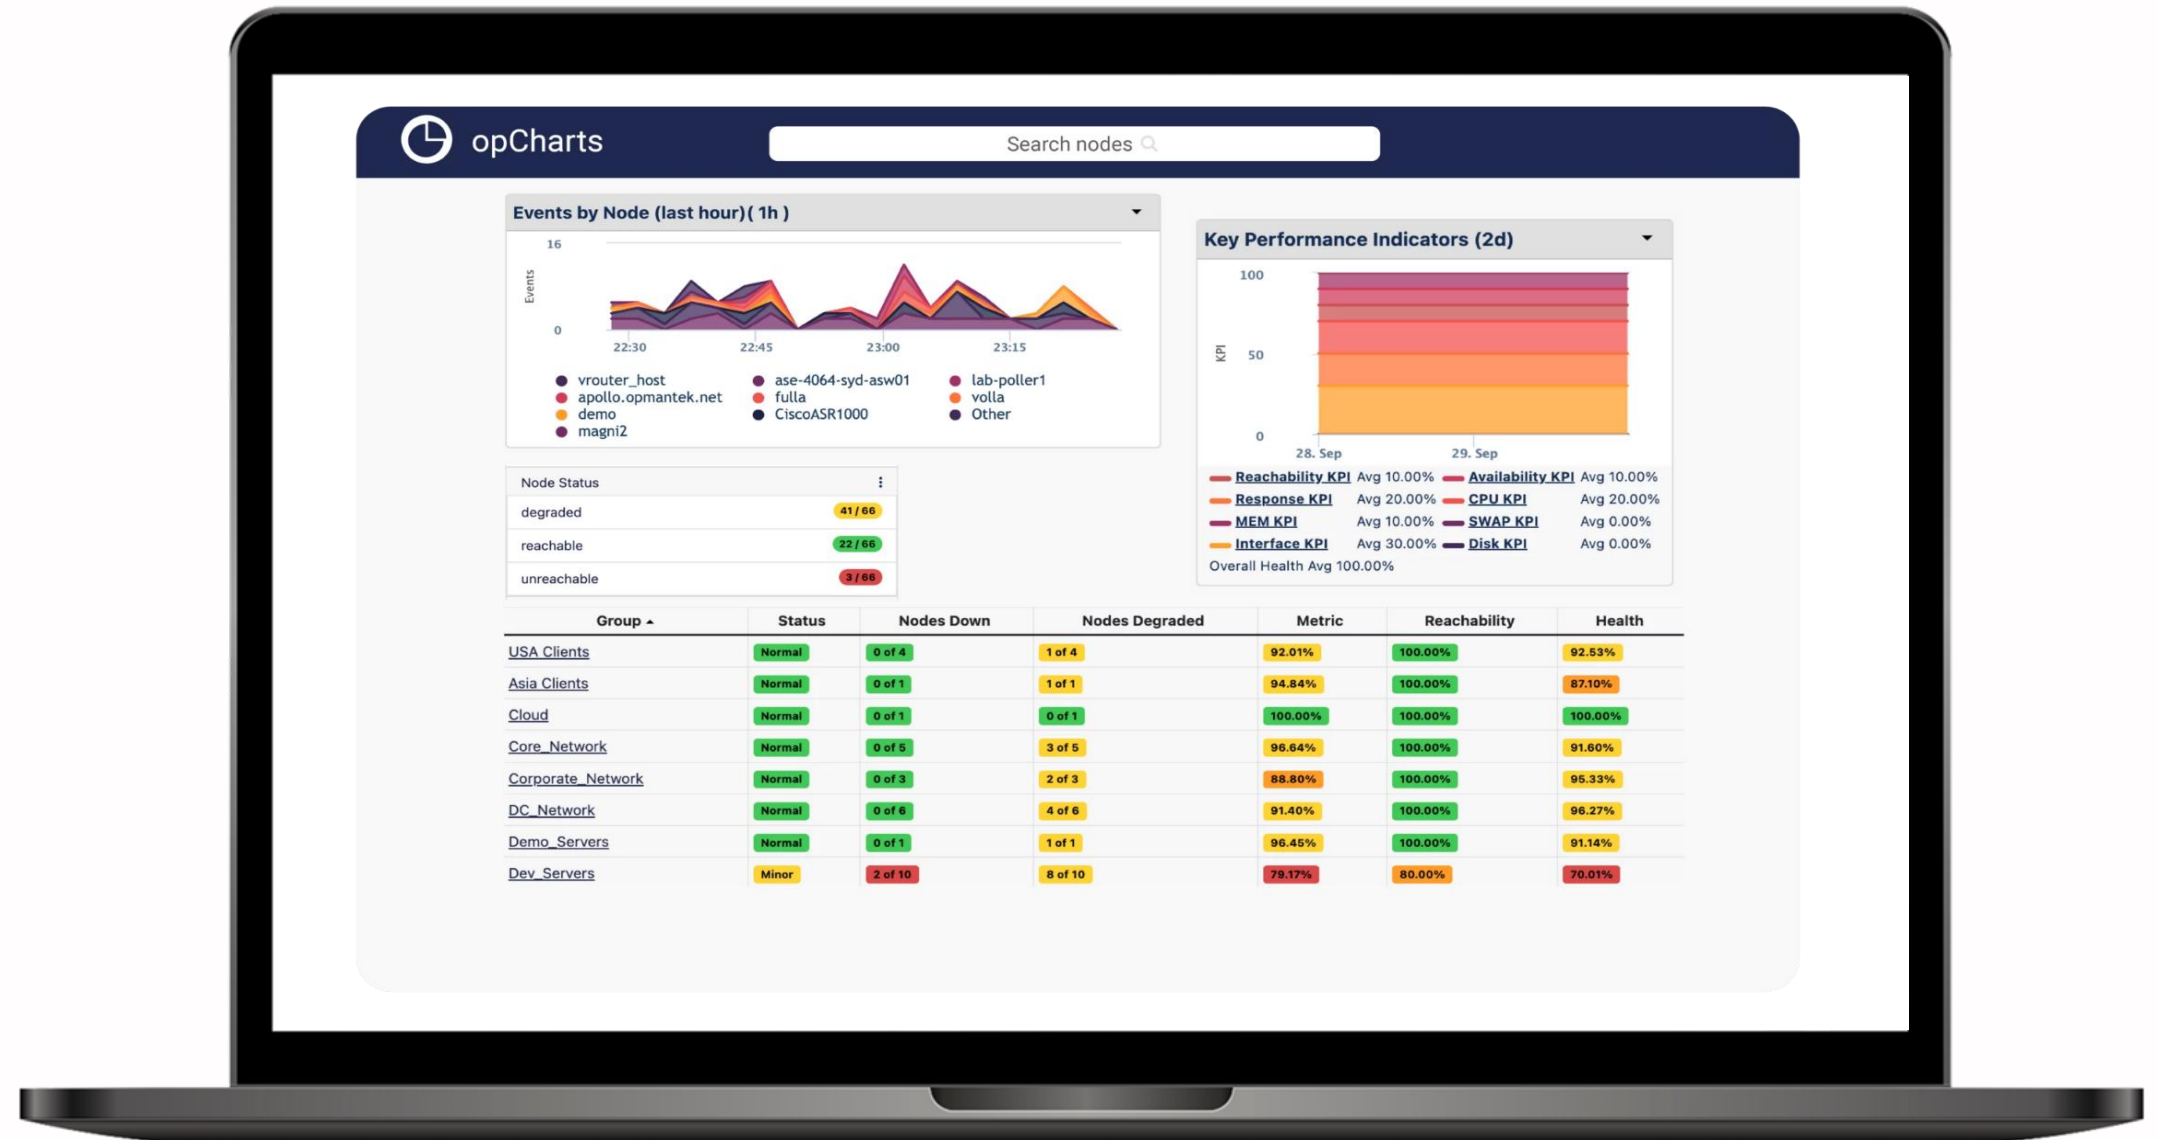 opCharts
Search nodes
Events by Node (last hour)( 1h )
16
Events
0
22:30 22:45 23:00 23:15
vrouter_host ase-4064-syd-asw01 lab-poller1
apollo.opmantek.net fulla volla
demo CiscoASR1000 Other
magni2
Key Performance Indicators (2d)
100
KPI
50
0
28. Sep 29. Sep
Reachability KPI Avg 10.00% Availability KPI Avg 10.00%
Response KPI Avg 20.00% CPU KPI Avg 20.00%
MEM KPI Avg 10.00% SWAP KPI Avg 0.00%
Interface KPI Avg 30.00% Disk KPI Avg 0.00%
Overall Health Avg 100.00%
Node Status
degraded 41/66
reachable 22/66
unreachable 3/66
Group Status Nodes Down Nodes Degraded Metric Reachability Health
USA Clients Normal 0 of 4 1 of 4 92.01% 100.00% 92.53%
Asia Clients Normal 0 of 1 1 of 1 94.84% 100.00% 87.10%
Cloud Normal 0 of 1 0 of 1 100.00% 100.00% 100.00%
Core_Network Normal 0 of 5 3 of 5 96.64% 100.00% 91.60%
Corporate_Network Normal 0 of 3 2 of 3 88.80% 100.00% 95.33%
DC_Network Normal 0 of 6 4 of 6 91.40% 100.00% 96.27%
Demo_Servers Normal 0 of 1 1 of 1 96.45% 100.00% 91.14%
Dev_Servers Minor 2 of 10 8 of 10 79.17% 80.00% 70.01%